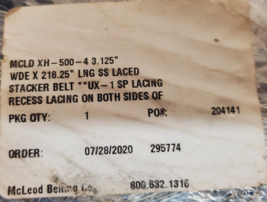 MCLD XH-500-4 3.125"
WDE X 218.25" LNG SS LACED
STACKER BELT **UX-1 SP LACING
RECESS LACING ON BOTH SIDES OF
PKG QTY: 1 PO#: 204141
ORDER: 07/28/2020 295774
McLeod Belting Co. 800.632.1316